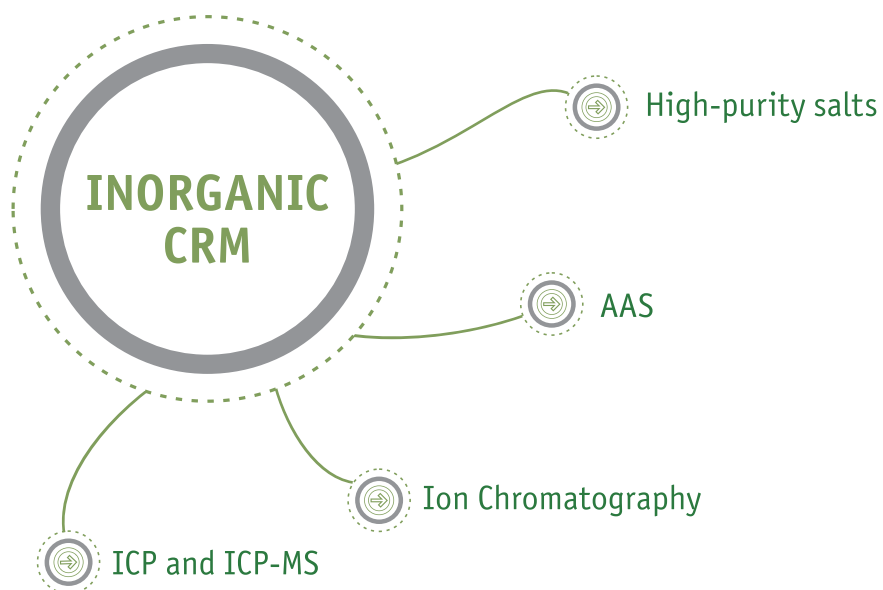 INORGANIC
CRM
High-purity salts
AAS
Ion Chromatography
ICP and ICP-MS